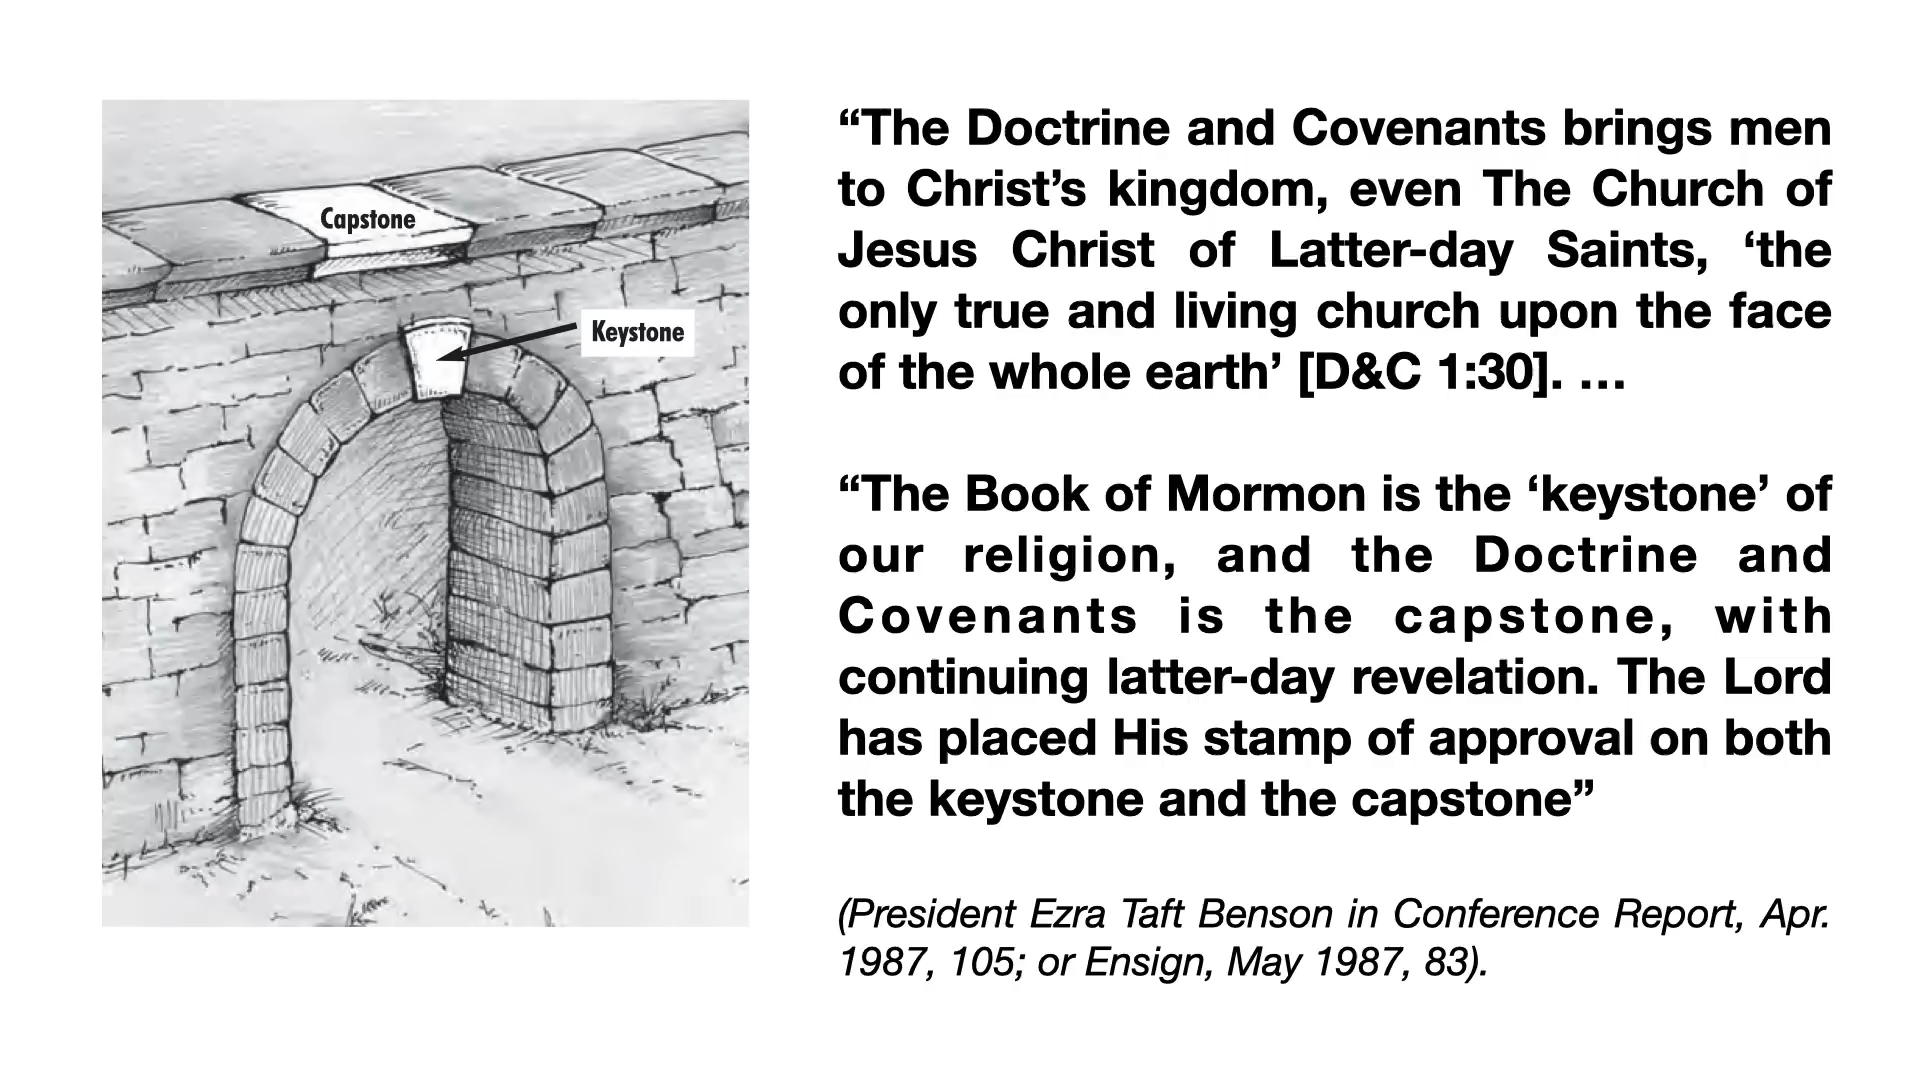 Capstone
Keystone
“The Doctrine and Covenants brings men
to Christ’s kingdom, even The Church of
Jesus Christ of Latter-day Saints, ‘the
only true and living church upon the face
of the whole earth’ [D&C 1:30]. …
“The Book of Mormon is the ‘keystone’ of
our religion, and the Doctrine and
Covenants is the capstone, with
continuing latter-day revelation. The Lord
has placed His stamp of approval on both
the keystone and the capstone”
(President Ezra Taft Benson in Conference Report, Apr.
1987, 105; or Ensign, May 1987, 83).